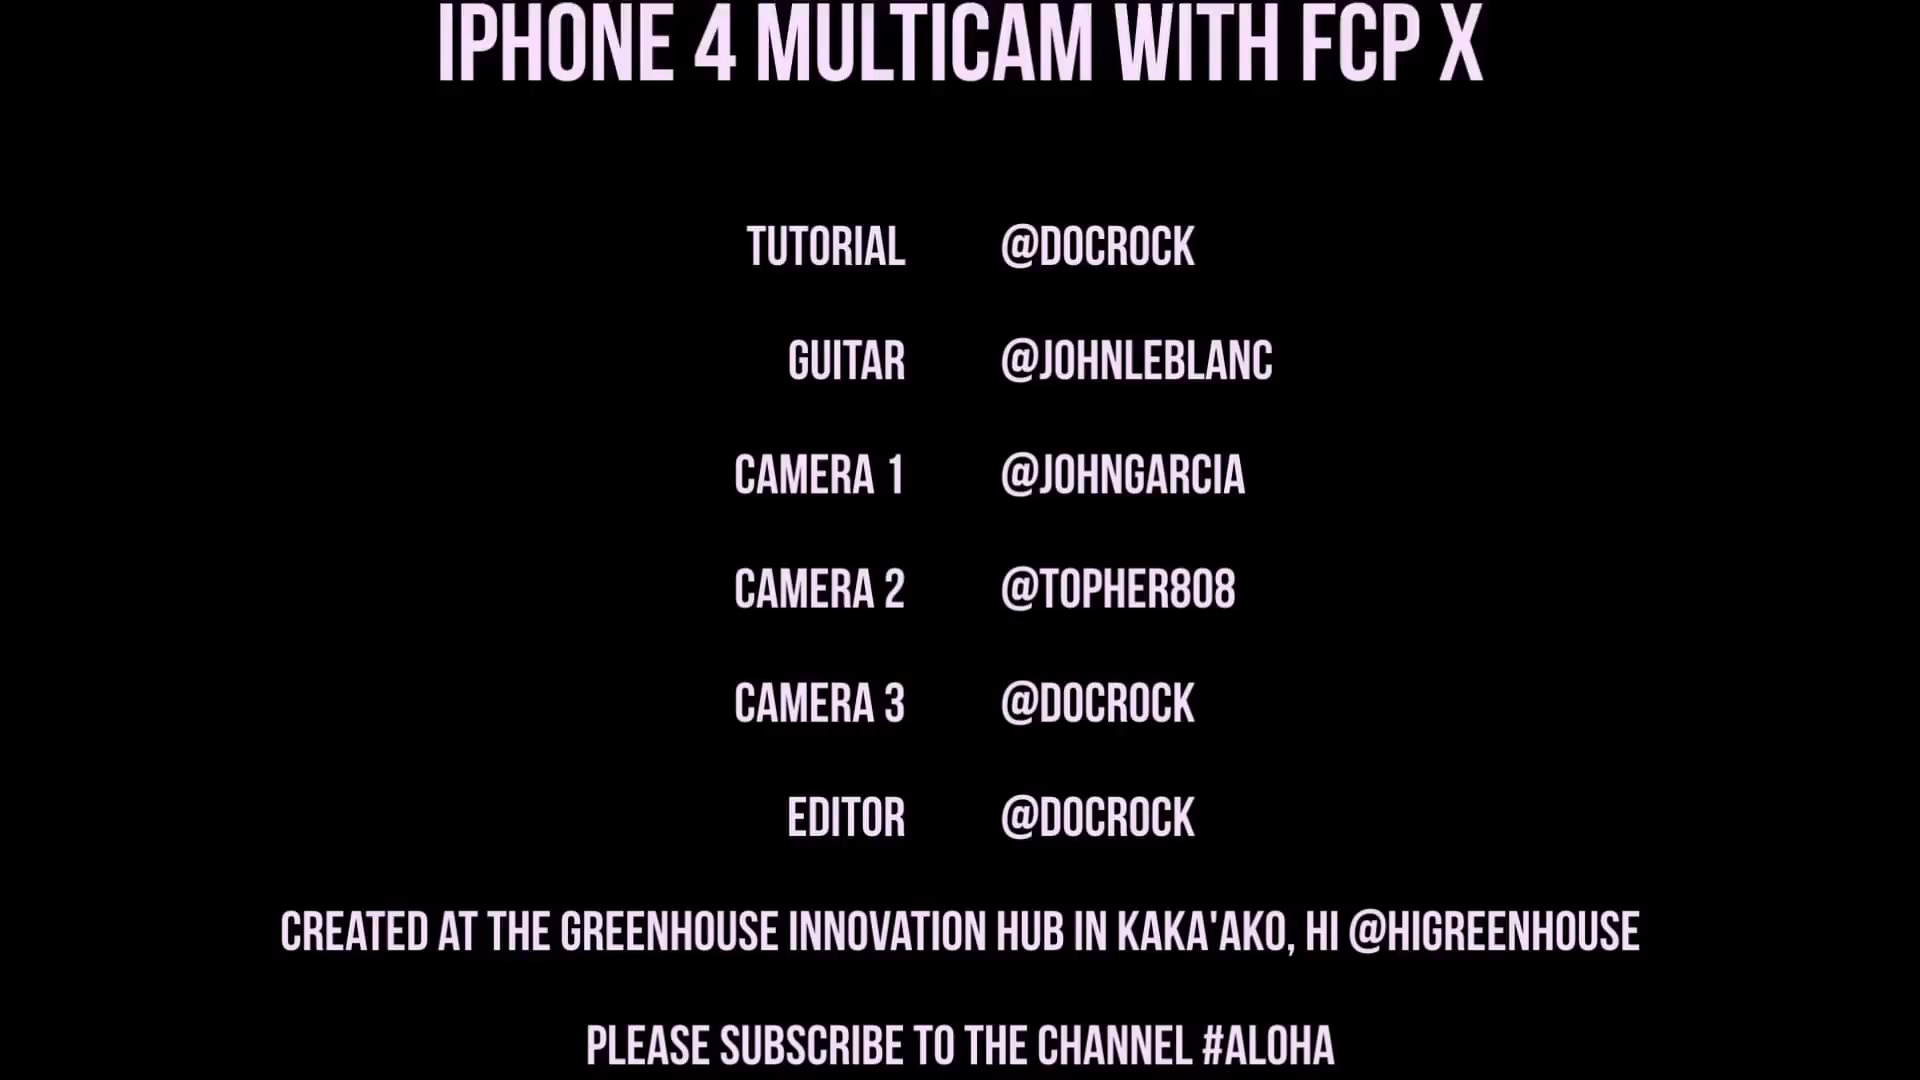 IPHONE 4 MULTICAM WITH FCP X
TUTORIAL @DOCROCK
GUITAR @JOHNLEBLANC
CAMERA 1 @JOHNGARCIA
CAMERA 2 @TOPHER808
CAMERA 3 @DOCROCK
EDITOR @DOCROCK
CREATED AT THE GREENHOUSE INNOVATION HUB IN KAKA'AKO, HI @HIGREENHOUSE
PLEASE SUBSCRIBE TO THE CHANNEL #ALOHA